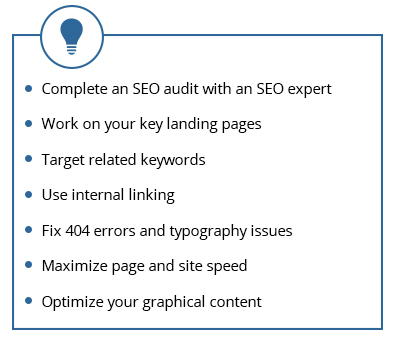 Complete an SEO audit with an SEO expert
Work on your key landing pages
Target related keywords
Use internal linking
Fix 404 errors and typography issues
Maximize page and site speed
Optimize your graphical content